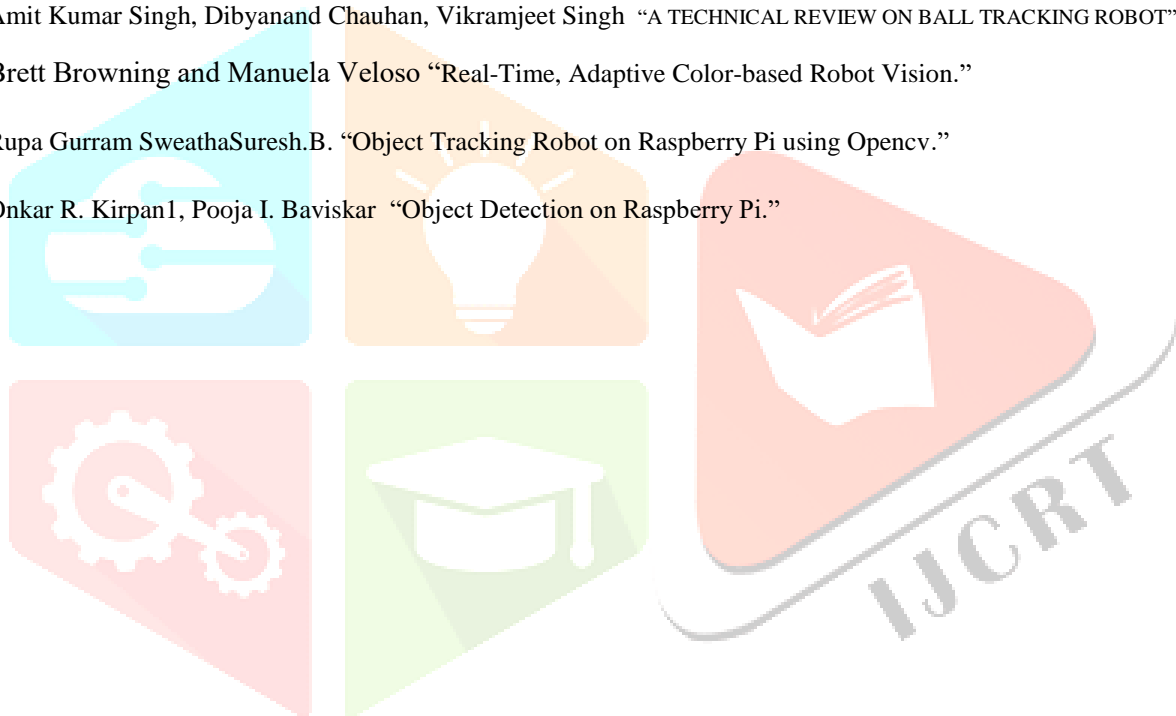 Amit Kumar Singh, Dibyanand Chauhan, Vikramjeet Singh “A TECHNICAL REVIEW ON BALL TRACKING ROBOT”
Brett Browning and Manuela Veloso “Real-Time, Adaptive Color-based Robot Vision.”
Rupa Gurram SweathaSuresh.B. “Object Tracking Robot on Raspberry Pi using Opencv.”
Onkar R. Kirpan1, Pooja I. Baviskar “Object Detection on Raspberry Pi.”
IJCRT